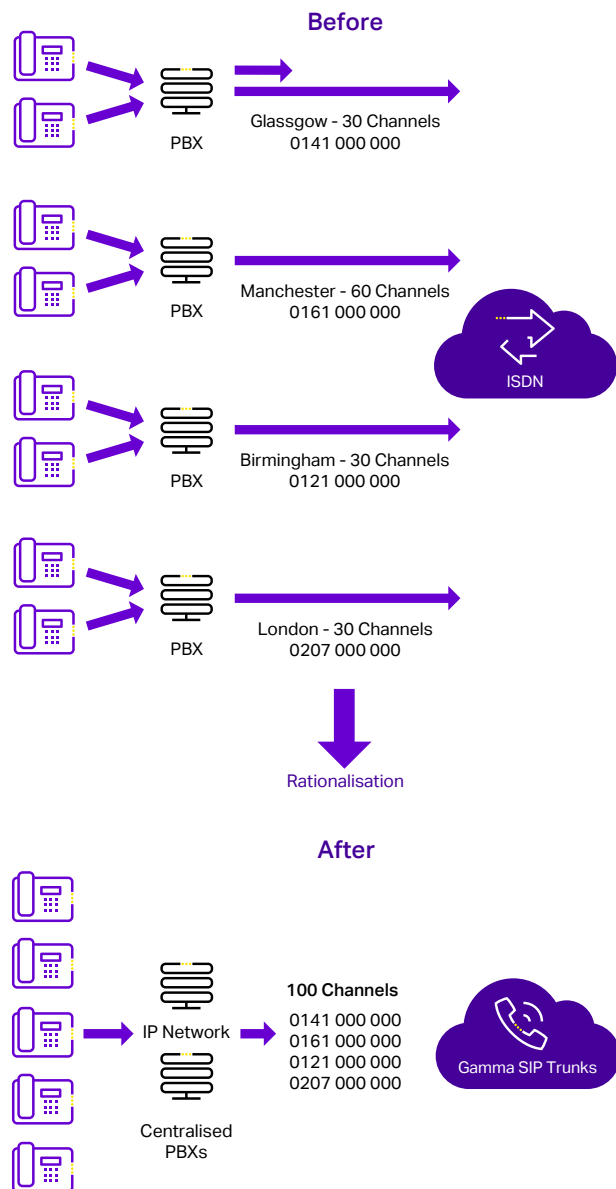 Before
PBX
Glassgow - 30 Channels
0141 000 000
PBX
Manchester - 60 Channels
0161 000 000
ISDN
PBX
Birmingham - 30 Channels
0121 000 000
PBX
London - 30 Channels
0207 000 000
Rationalisation
After
IP Network
Centralised
PBXs
100 Channels
0141 000 000
0161 000 000
0121 000 000
0207 000 000
Gamma SIP Trunks